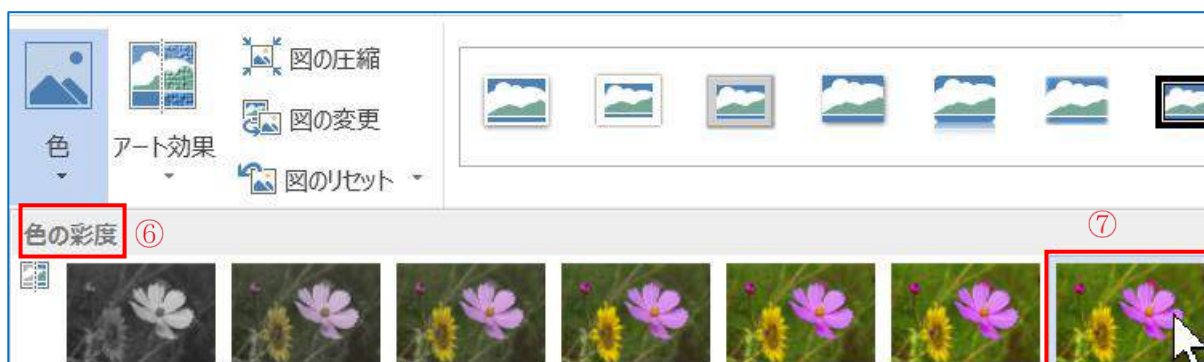 図の圧縮
図の変更
色
アート効果
図のリセット
色の彩度 ⑥
⑦